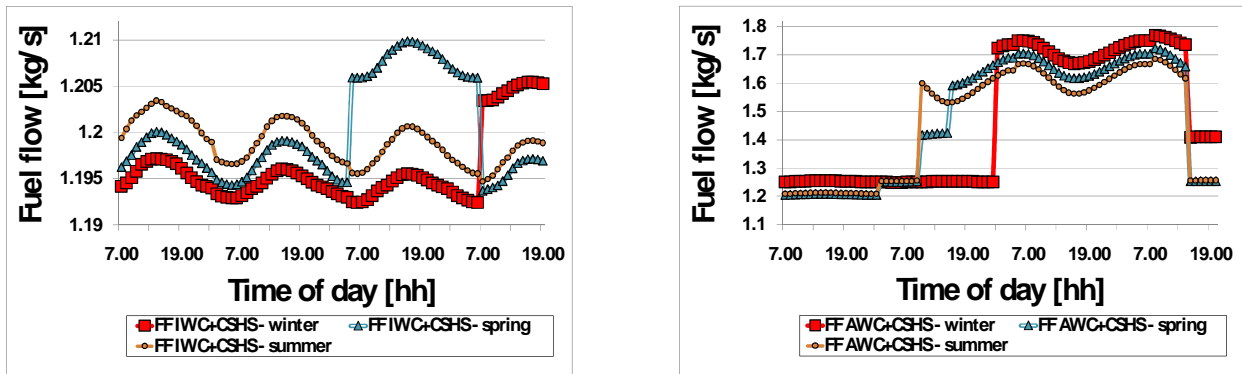 Fuel flow [kg/s]
1.21
1.205
1.2
1.195
1.19
7.00 19.00 7.00 19.00 7.00 19.00 7.00 19.00
Time of day [hh]
FFIWC+CSHS- winter
FFIWC+CSHS- spring
FFIWC+CSHS- summer
Fuel flow [kg/s]
1.8
1.7
1.6
1.5
1.4
1.3
1.2
1.1
7.00 19.00 7.00 19.00 7.00 19.00 7.00 19.00
Time of day [hh]
FFAWC+CSHS- winter
FFAWC+CSHS- spring
FFAWC+CSHS- summer